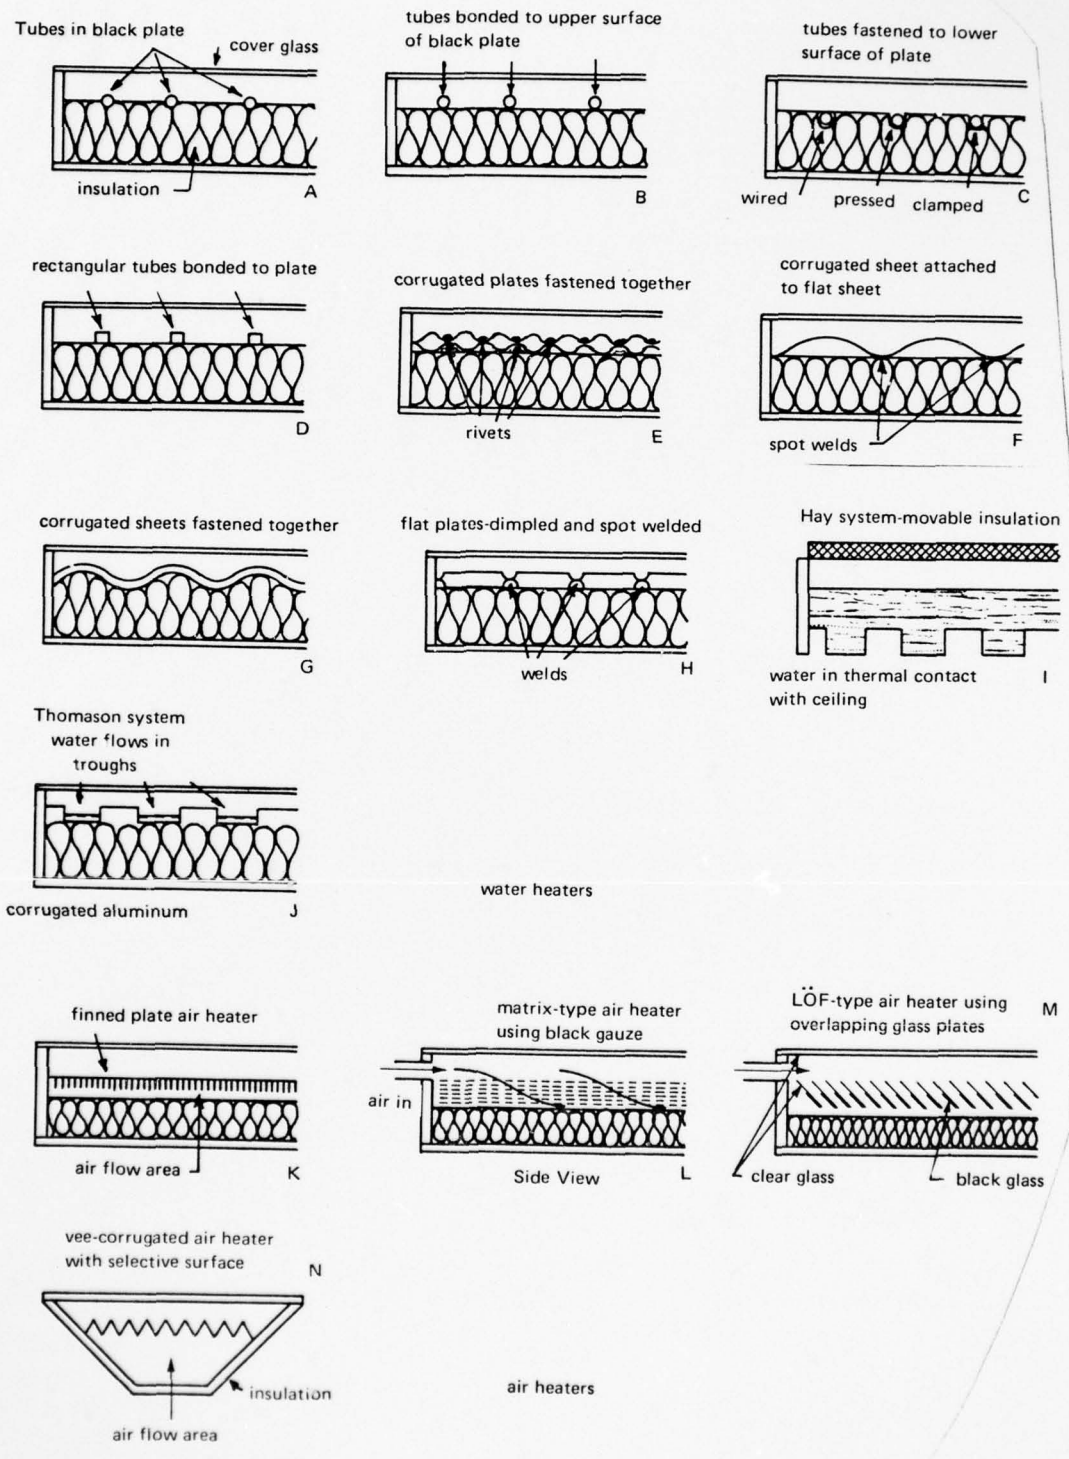 Tubes in black plate
cover glass
insulation
A
tubes bonded to upper surface
of black plate
B
tubes fastened to lower
surface of plate
wired
pressed
clamped
C
rectangular tubes bonded to plate
D
corrugated plates fastened together
rivets
E
corrugated sheet attached
to flat sheet
spot welds
F
corrugated sheets fastened together
G
flat plates-dimpled and spot welded
welds
H
Hay system-movable insulation
water in thermal contact
with ceiling
I
Thomason system
water flows in
troughs
corrugated aluminum
J
water heaters
finned plate air heater
air flow area
K
matrix-type air heater
using black gauze
air in
Side View
L
LÖF-type air heater using
overlapping glass plates
M
clear glass
black glass
vee-corrugated air heater
with selective surface
N
insulation
air flow area
air heaters